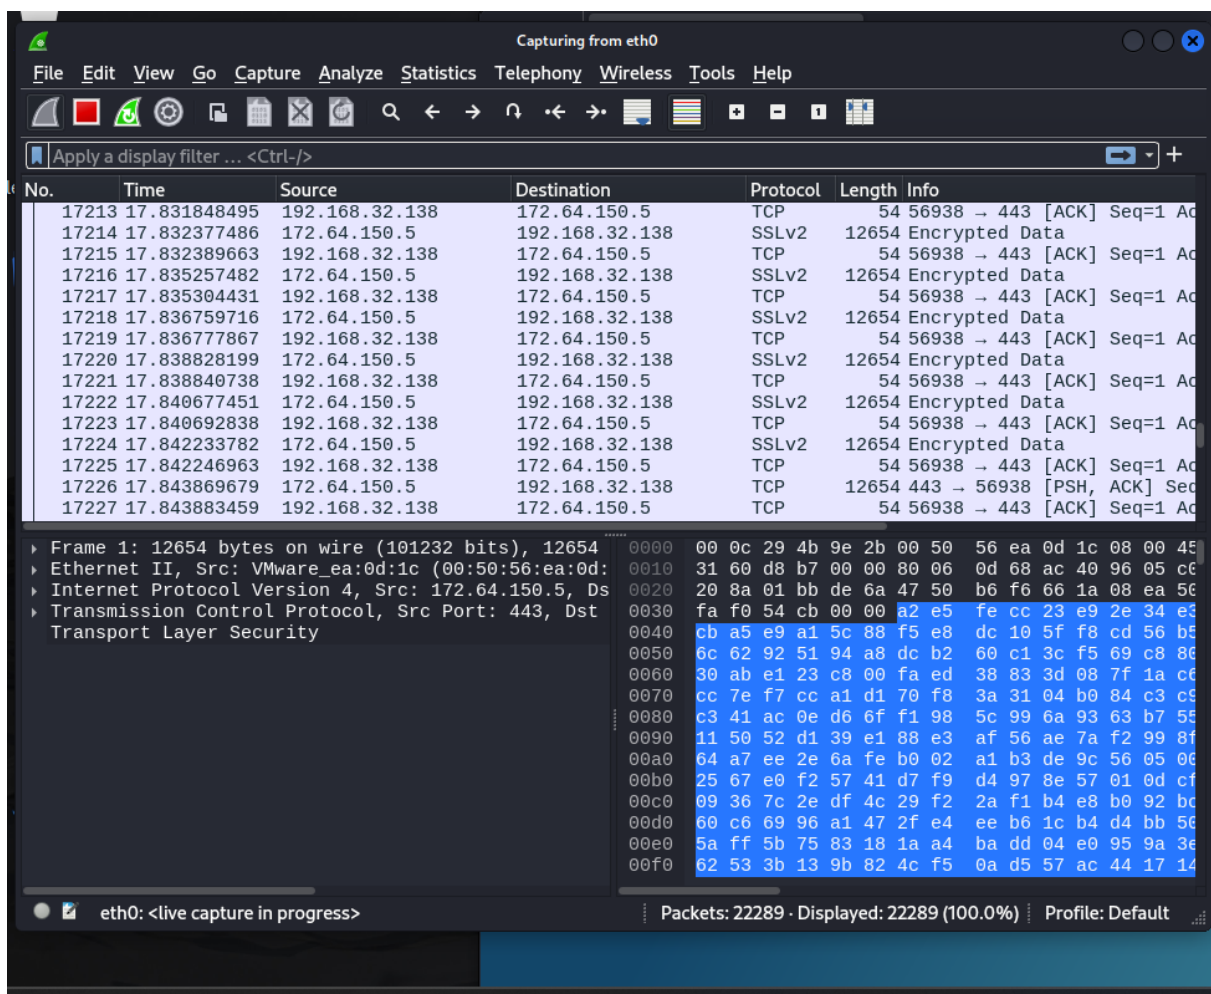 Capturing from eth0
File Edit View Go Capture Analyze Statistics Telephony Wireless Tools Help
Apply a display filter … <Ctrl-/>
No. Time Source Destination Protocol Length Info
17213 17.831848495 192.168.32.138 172.64.150.5 TCP 54 56938 → 443 [ACK] Seq=1 Ac
17214 17.832377486 172.64.150.5 192.168.32.138 SSLv2 12654 Encrypted Data
17215 17.832389663 192.168.32.138 172.64.150.5 TCP 54 56938 → 443 [ACK] Seq=1 Ac
17216 17.835257482 172.64.150.5 192.168.32.138 SSLv2 12654 Encrypted Data
17217 17.835304431 192.168.32.138 172.64.150.5 TCP 54 56938 → 443 [ACK] Seq=1 Ac
17218 17.836759716 172.64.150.5 192.168.32.138 SSLv2 12654 Encrypted Data
17219 17.836777867 192.168.32.138 172.64.150.5 TCP 54 56938 → 443 [ACK] Seq=1 Ac
17220 17.838828199 172.64.150.5 192.168.32.138 SSLv2 12654 Encrypted Data
17221 17.838840738 192.168.32.138 172.64.150.5 TCP 54 56938 → 443 [ACK] Seq=1 Ac
17222 17.840677451 172.64.150.5 192.168.32.138 SSLv2 12654 Encrypted Data
17223 17.840692838 192.168.32.138 172.64.150.5 TCP 54 56938 → 443 [ACK] Seq=1 Ac
17224 17.842233782 172.64.150.5 192.168.32.138 SSLv2 12654 Encrypted Data
17225 17.842246963 192.168.32.138 172.64.150.5 TCP 54 56938 → 443 [ACK] Seq=1 Ac
17226 17.843869679 172.64.150.5 192.168.32.138 TCP 12654 443 → 56938 [PSH, ACK] Sec
17227 17.843883459 192.168.32.138 172.64.150.5 TCP 54 56938 → 443 [ACK] Seq=1 Ac
Frame 1: 12654 bytes on wire (101232 bits), 12654
Ethernet II, Src: VMware_ea:0d:1c (00:50:56:ea:0d:
Internet Protocol Version 4, Src: 172.64.150.5, Ds
Transmission Control Protocol, Src Port: 443, Dst
Transport Layer Security
0000 00 0c 29 4b 9e 2b 00 50 56 ea 0d 1c 08 00 45
0010 31 60 d8 b7 00 00 80 06 0d 68 ac 40 96 05 c0
0020 20 8a 01 bb de 6a 47 50 b6 f6 66 1a 08 ea 50
0030 fa f0 54 cb 00 00 a2 e5 fe cc 23 e9 2e 34 e3
0040 cb a5 e9 a1 5c 88 f5 e8 dc 10 5f f8 cd 56 b5
0050 6c 62 92 51 94 a8 dc b2 60 c1 3c f5 69 c8 80
0060 30 ab e1 23 c8 00 fa ed 38 83 3d 08 7f 1a c6
0070 cc 7e f7 cc a1 d1 70 f8 3a 31 04 b0 84 c3 c9
0080 c3 41 ac 0e d6 6f f1 98 5c 99 6a 93 63 b7 55
0090 11 50 52 d1 39 e1 88 e3 af 56 ae 7a f2 99 8f
00a0 64 a7 ee 2e 6a fe b0 02 a1 b3 de 9c 56 05 00
00b0 25 67 e0 f2 57 41 d7 f9 d4 97 8e 57 01 0d cf
00c0 09 36 7c 2e df 4c 29 f2 2a f1 b4 e8 b0 92 bc
00d0 60 c6 69 96 a1 47 2f e4 ee b6 1c b4 d4 bb 50
00e0 5a ff 5b 75 83 18 1a a4 ba dd 04 e0 95 9a 3e
00f0 62 53 3b 13 9b 82 4c f5 0a d5 57 ac 44 17 14
eth0: <live capture in progress> Packets: 22289 · Displayed: 22289 (100.0%) Profile: Default